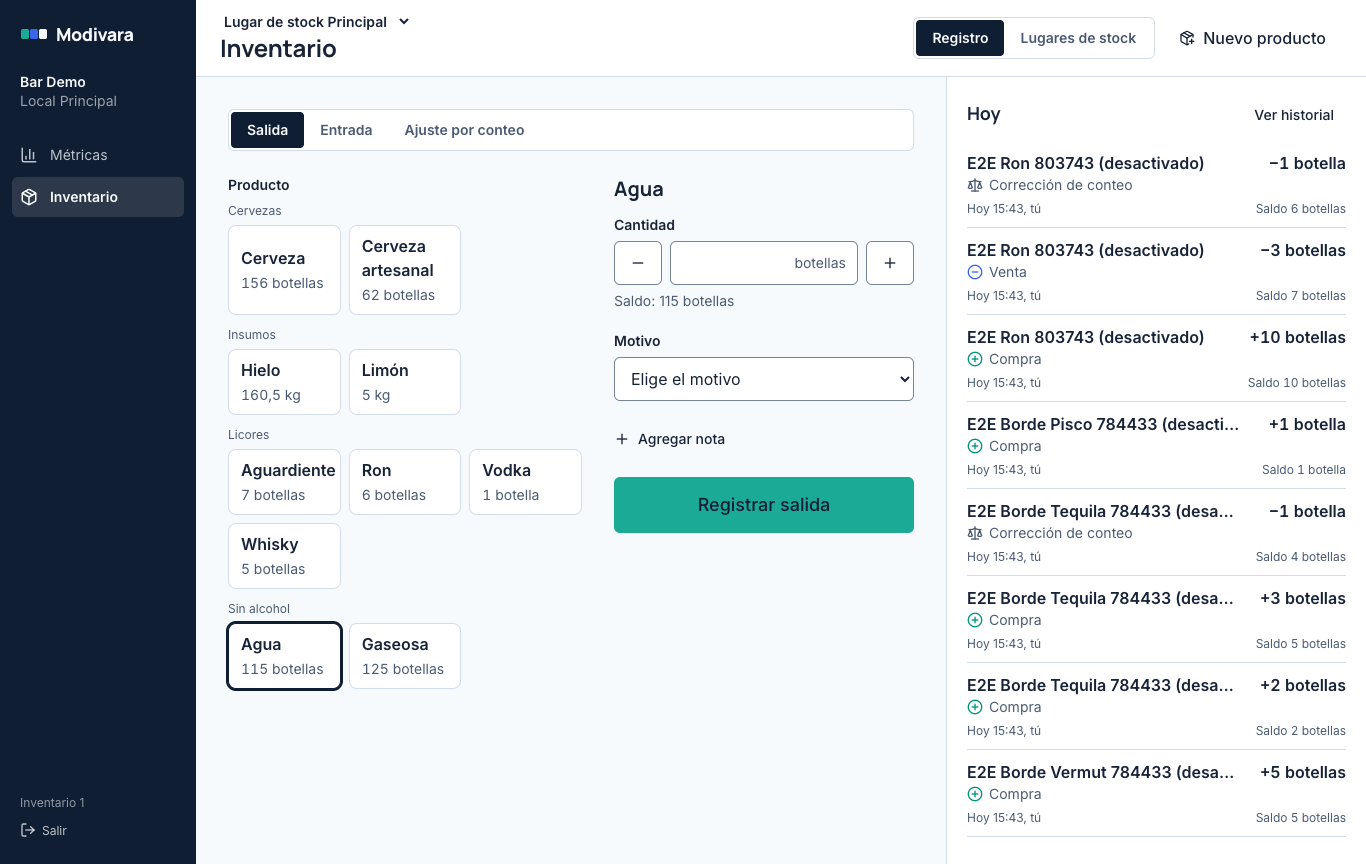 Modivara
Bar Demo
Local Principal
Métricas
Inventario
Inventario 1
Salir
Lugar de stock Principal
Inventario
Registro
Lugares de stock
Nuevo producto
Salida
Entrada
Ajuste por conteo
Producto
Cervezas
Cerveza
156 botellas
Cerveza
artesanal
62 botellas
Insumos
Hielo
160,5 kg
Limón
5 kg
Licores
Aguardiente
7 botellas
Ron
6 botellas
Vodka
1 botella
Whisky
5 botellas
Sin alcohol
Agua
115 botellas
Gaseosa
125 botellas
Agua
Cantidad
−
botellas
+
Saldo: 115 botellas
Motivo
Elige el motivo
+ Agregar nota
Registrar salida
Hoy
Ver historial
E2E Ron 803743 (desactivado) −1 botella
Corrección de conteo
Hoy 15:43, tú Saldo 6 botellas
E2E Ron 803743 (desactivado) −3 botellas
Venta
Hoy 15:43, tú Saldo 7 botellas
E2E Ron 803743 (desactivado) +10 botellas
Compra
Hoy 15:43, tú Saldo 10 botellas
E2E Borde Pisco 784433 (desacti... +1 botella
Compra
Hoy 15:43, tú Saldo 1 botella
E2E Borde Tequila 784433 (desa... −1 botella
Corrección de conteo
Hoy 15:43, tú Saldo 4 botellas
E2E Borde Tequila 784433 (desa... +3 botellas
Compra
Hoy 15:43, tú Saldo 5 botellas
E2E Borde Tequila 784433 (desa... +2 botellas
Compra
Hoy 15:43, tú Saldo 2 botellas
E2E Borde Vermut 784433 (desa... +5 botellas
Compra
Hoy 15:43, tú Saldo 5 botellas